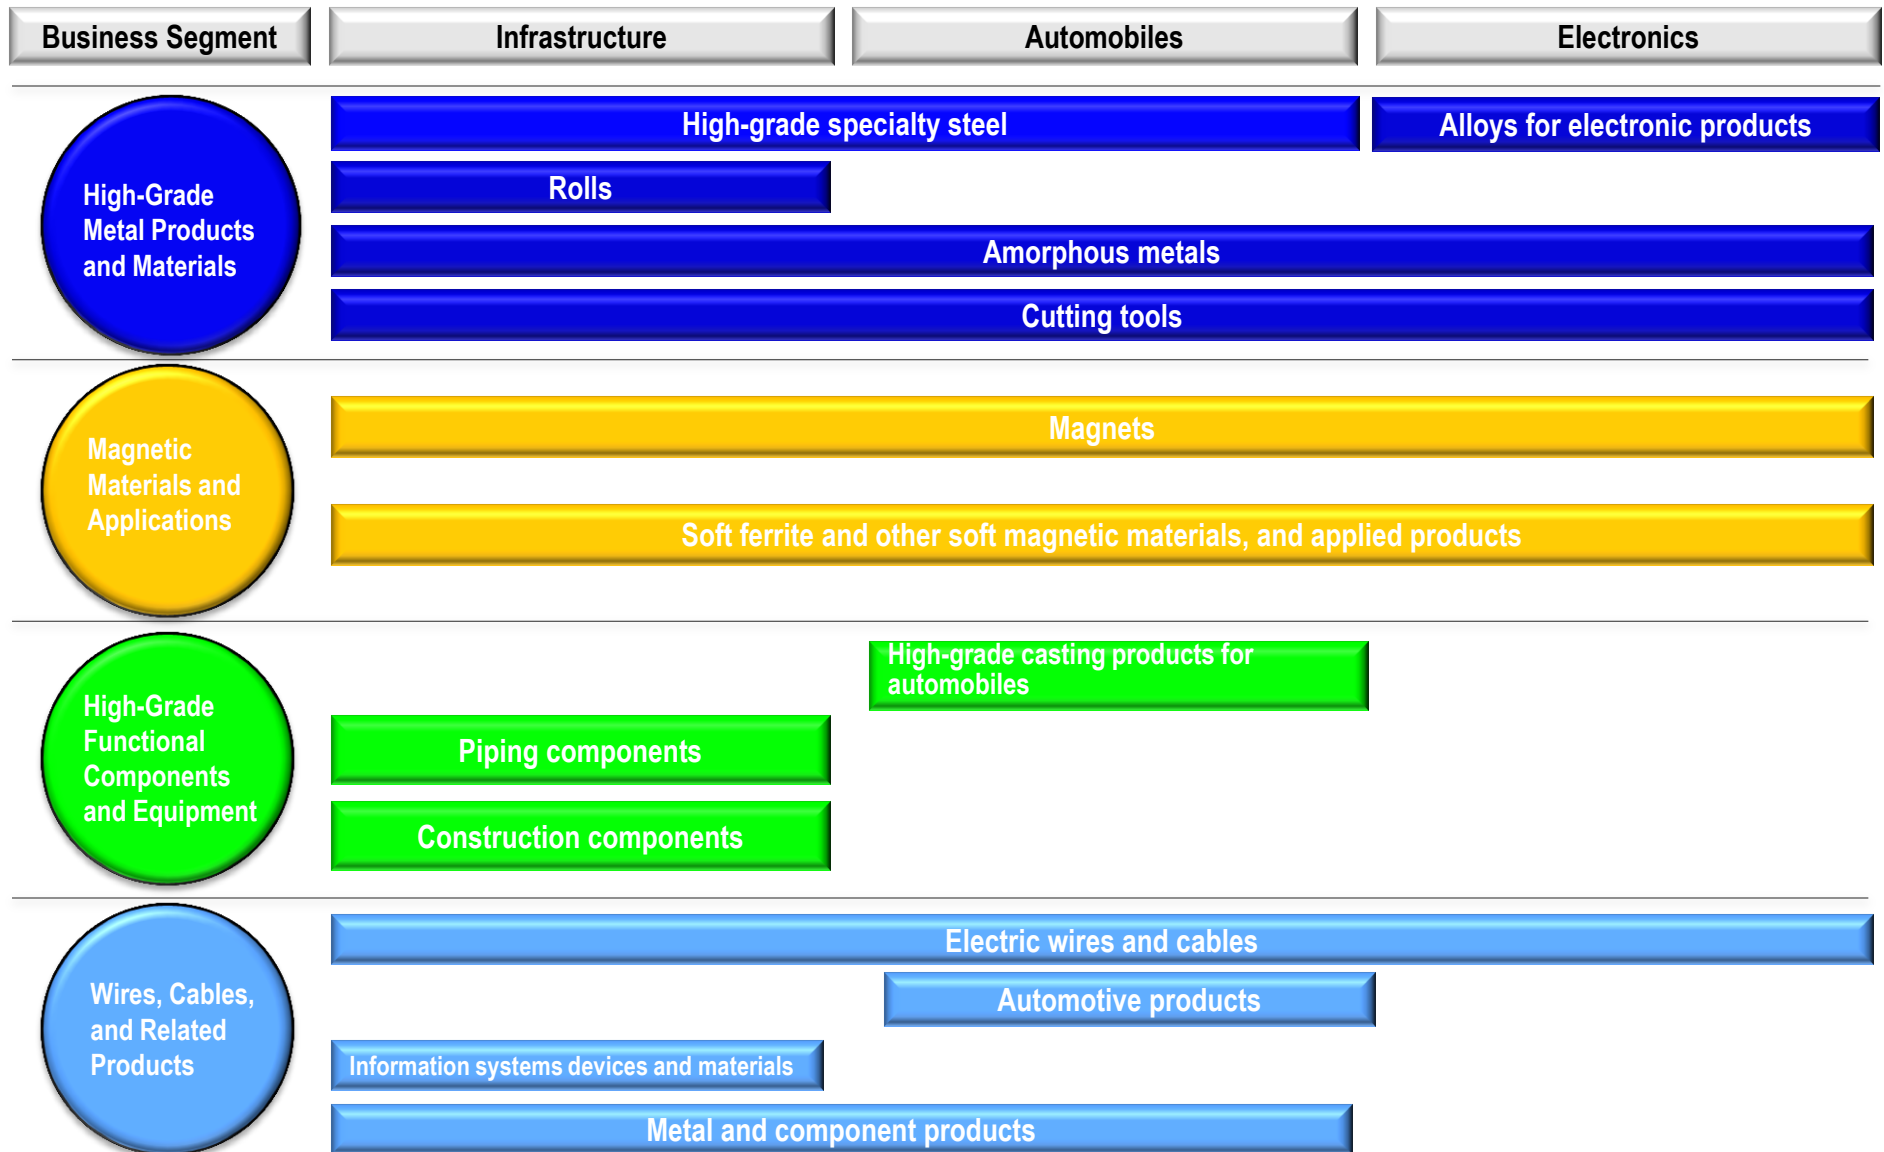 Business Segment
Infrastructure
Automobiles
Electronics
High-Grade
Metal Products
and Materials
High-grade specialty steel
Alloys for electronic products
Rolls
Amorphous metals
Cutting tools
Magnetic
Materials and
Applications
Magnets
Soft ferrite and other soft magnetic materials, and applied products
High-Grade
Functional
Components
and Equipment
High-grade casting products for
automobiles
Piping components
Construction components
Wires, Cables,
and Related
Products
Electric wires and cables
Automotive products
Information systems devices and materials
Metal and component products